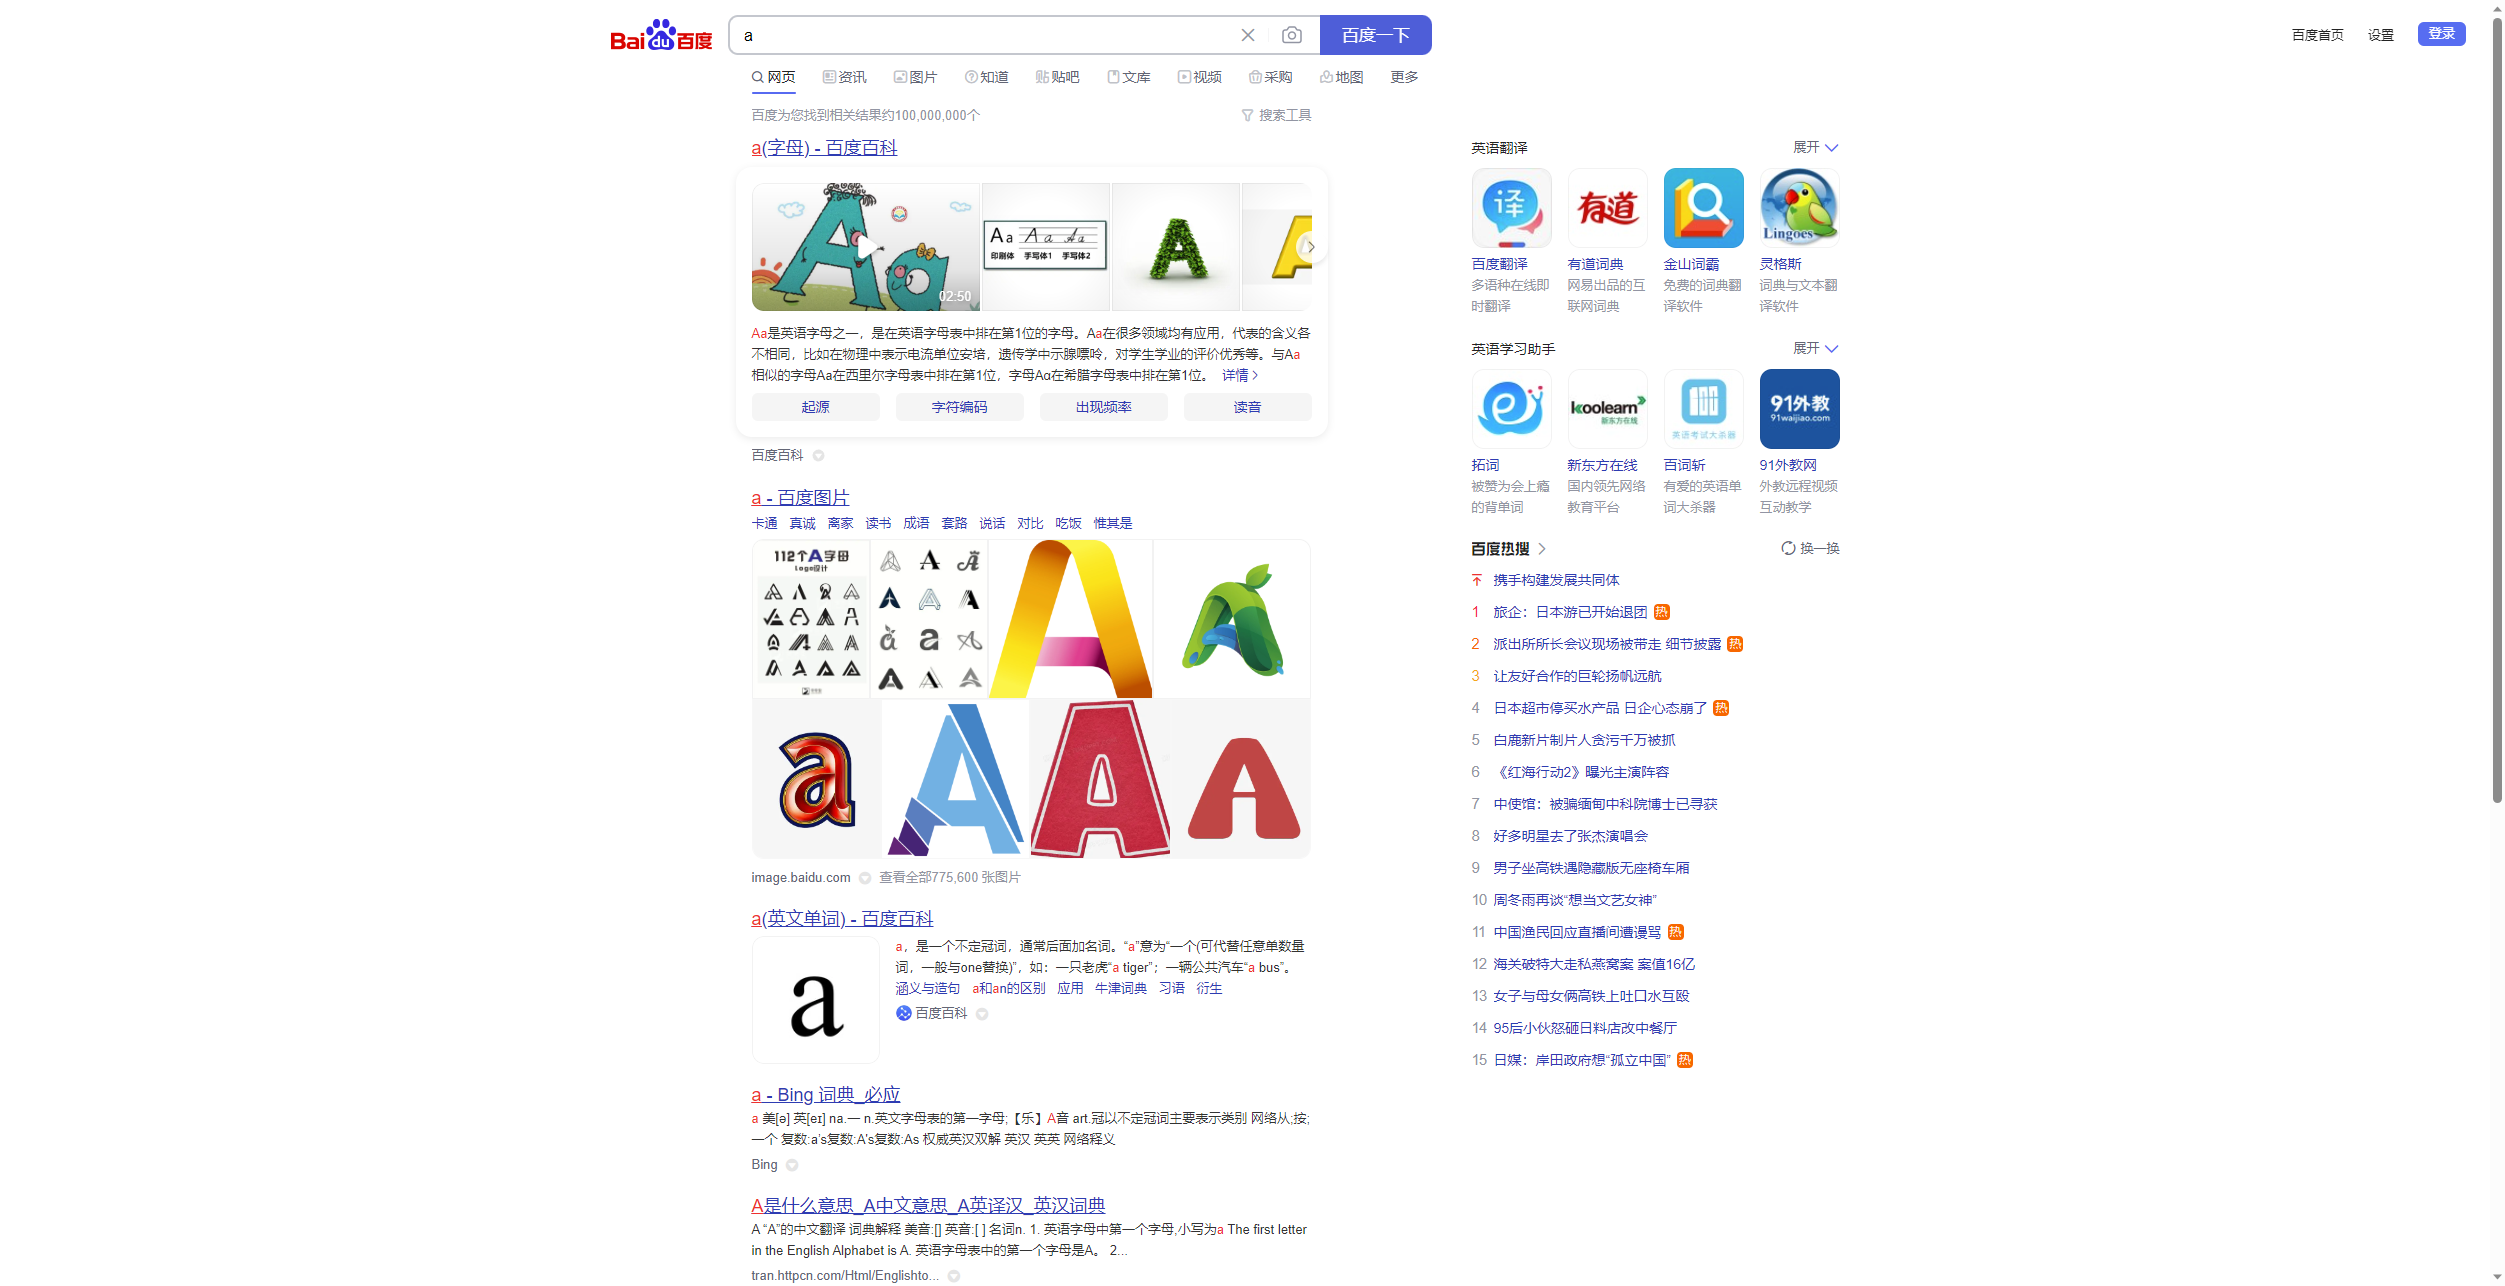 Bai du 百度
a
百度一下
百度首页 设置 登录
网页 资讯 图片 知道 贴吧 文库 视频 采购 地图 更多
百度为您找到相关结果约100,000,000个
搜索工具
a(字母) - 百度百科
02:50
Aa Aa Aa
印刷体 手写体1 手写体2
Aa是英语字母之一，是在英语字母表中排在第1位的字母。Aa在很多领域均有应用，代表的含义各
不相同，比如在物理中表示电流单位安培，遗传学中示腺嘌呤，对学生学业的评价优秀等。与Aa
相似的字母Аа在西里尔字母表中排在第1位，字母Αα在希腊字母表中排在第1位。 详情 >
起源 字符编码 出现频率 读音
百度百科
a - 百度图片
卡通 真诚 离家 读书 成语 套路 说话 对比 吃饭 惟其是
112个A字母
Logo设计
image.baidu.com 查看全部775,600 张图片
a(英文单词) - 百度百科
a
a，是一个不定冠词，通常后面加名词。“a”意为“一个(可代替任意单数量
词，一般与one替换)”，如：一只老虎“a tiger”；一辆公共汽车“a bus”。
涵义与造句 a和an的区别 应用 牛津词典 习语 衍生
百度百科
a - Bing 词典_必应
a 美[ə] 英[eɪ] na.一 n.英文字母表的第一字母;【乐】A音 art.冠以不定冠词主要表示类别 网络从;按;
一个 复数:a's复数:A's复数:As 权威英汉双解 英汉 英英 网络释义
Bing
A是什么意思_A中文意思_A英译汉_英汉词典
A “A”的中文翻译 词典解释 美音:[] 英音:[ ] 名词n. 1. 英语字母中第一个字母,小写为a The first letter
in the English Alphabet is A. 英语字母表中的第一个字母是A。 2...
tran.httpcn.com/Html/Englishto...
英语翻译 展开
译
有道
Lingoes
百度翻译 有道词典 金山词霸 灵格斯
多语种在线即 网易出品的互 免费的词典翻 词典与文本翻
时翻译 联网词典 译软件 译软件
英语学习助手 展开
koolearn
新东方在线
英语考试大杀器
91外教
91waijiao.com
拓词 新东方在线 百词斩 91外教网
被赞为会上瘾 国内领先网络 有爱的英语单 外教远程视频
的背单词 教育平台 词大杀器 互动教学
百度热搜 > 换一换
携手构建发展共同体
1 旅企：日本游已开始退团 热
2 派出所所长会议现场被带走 细节披露 热
3 让友好合作的巨轮扬帆远航
4 日本超市停买水产品 日企心态崩了 热
5 白鹿新片制片人贪污千万被抓
6 《红海行动2》曝光主演阵容
7 中使馆：被骗缅甸中科院博士已寻获
8 好多明星去了张杰演唱会
9 男子坐高铁遇隐藏版无座椅车厢
10 周冬雨再谈“想当文艺女神”
11 中国渔民回应直播间遭谩骂 热
12 海关破特大走私燕窝案 案值16亿
13 女子与母女俩高铁上吐口水互殴
14 95后小伙怒砸日料店改中餐厅
15 日媒：岸田政府想“孤立中国” 热